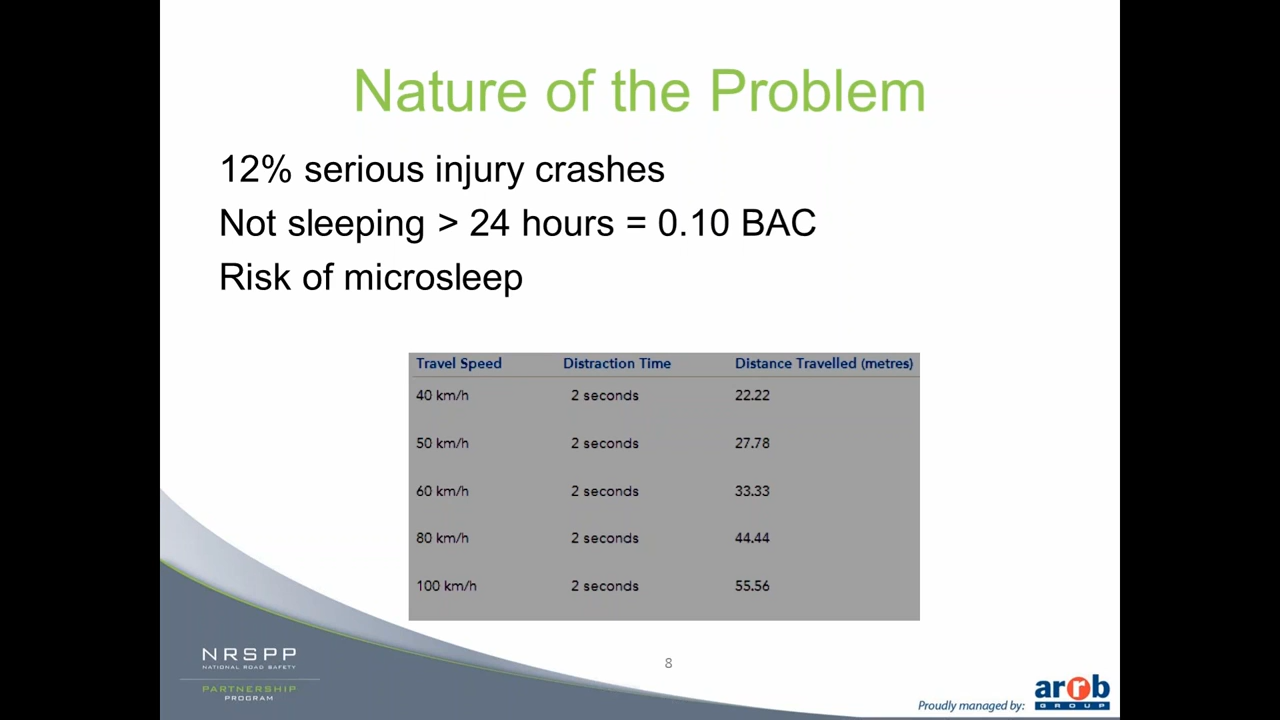 Nature of the Problem
12% serious injury crashes
Not sleeping > 24 hours = 0.10 BAC
Risk of microsleep
Travel Speed Distraction Time Distance Travelled (metres)
40 km/h 2 seconds 22.22
50 km/h 2 seconds 27.78
60 km/h 2 seconds 33.33
80 km/h 2 seconds 44.44
100 km/h 2 seconds 55.56
NRSPP
NATIONAL ROAD SAFETY
PARTNERSHIP
PROGRAM
8
Proudly managed by:
arrb
GROUP